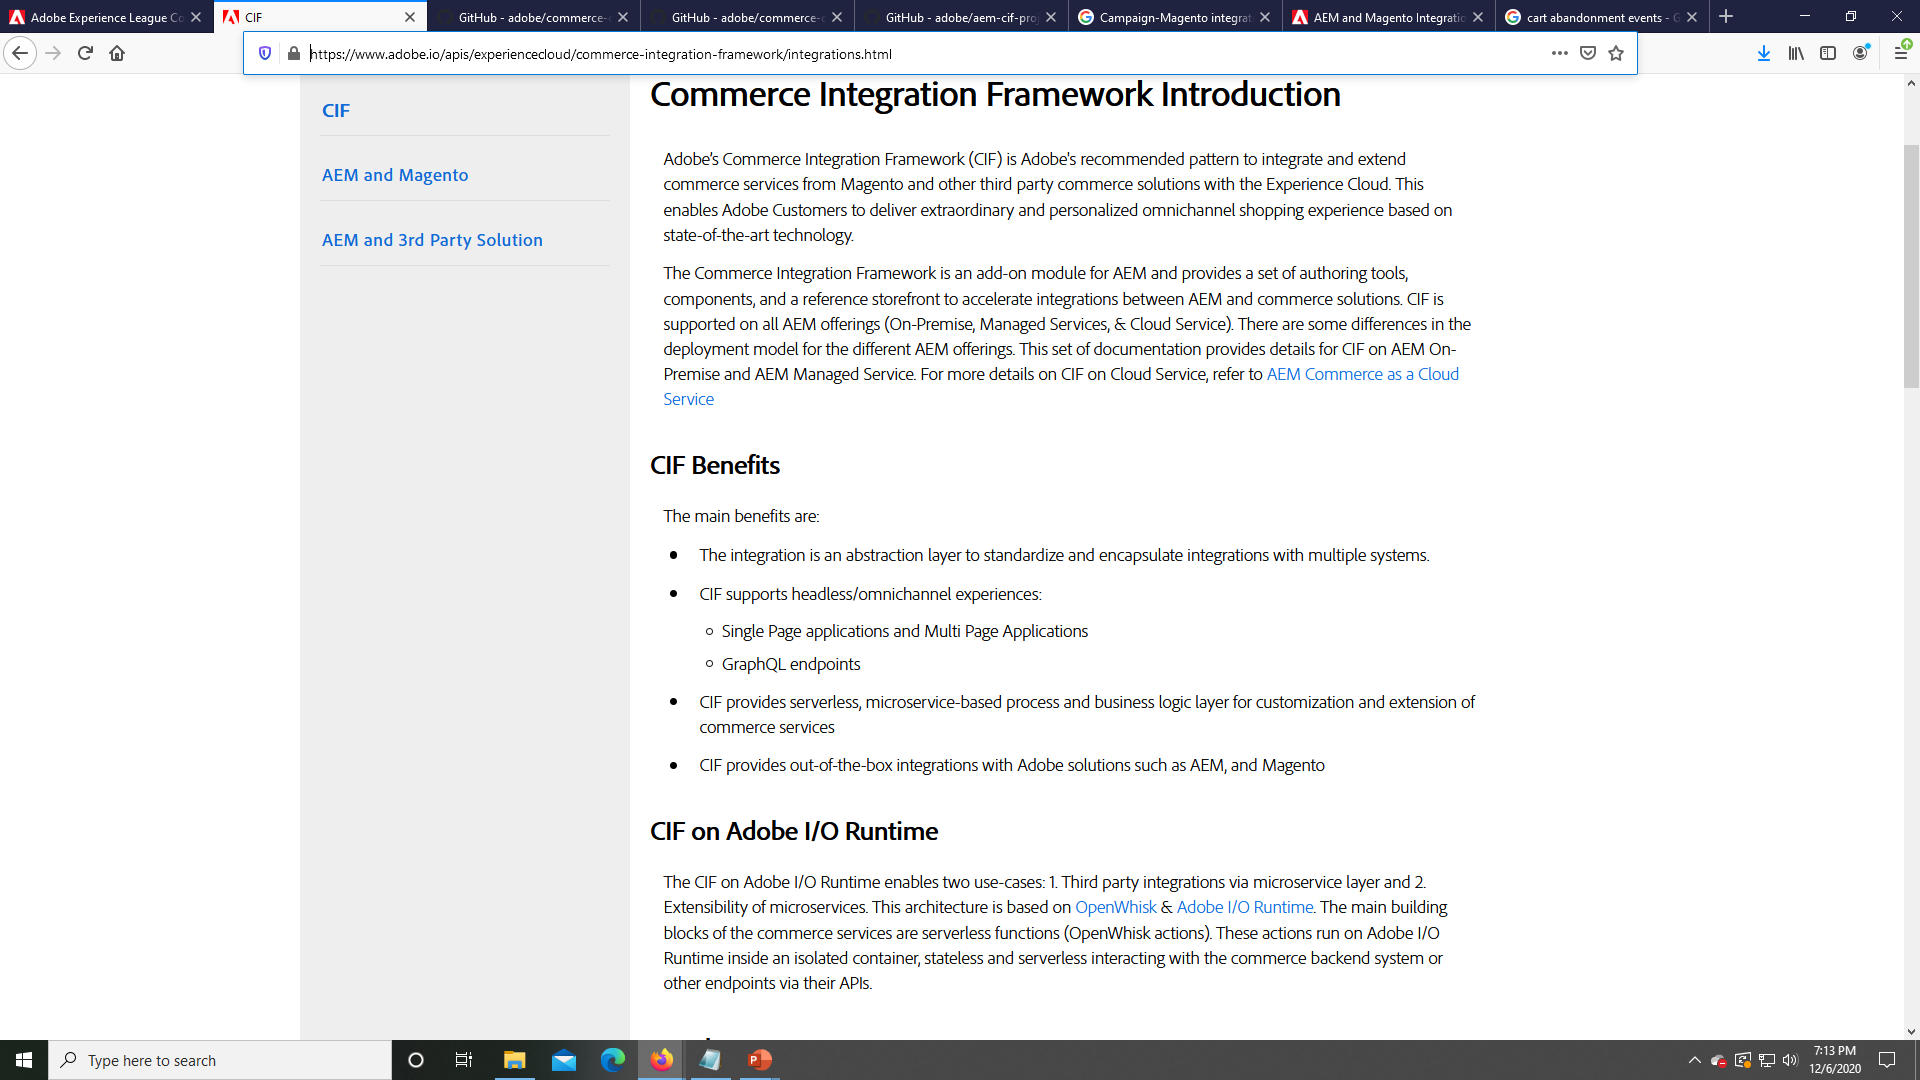 Adobe Experience League Co
CIF
GitHub - adobe/commerce-c
GitHub - adobe/commerce-c
GitHub - adobe/aem-cif-proj
Campaign-Magento integrat
AEM and Magento Integratio
cart abandonment events - G
https://www.adobe.io/apis/experiencecloud/commerce-integration-framework/integrations.html
CIF
AEM and Magento
AEM and 3rd Party Solution
Commerce Integration Framework Introduction
Adobe's Commerce Integration Framework (CIF) is Adobe's recommended pattern to integrate and extend
commerce services from Magento and other third party commerce solutions with the Experience Cloud. This
enables Adobe Customers to deliver extraordinary and personalized omnichannel shopping experience based on
state-of-the-art technology.
The Commerce Integration Framework is an add-on module for AEM and provides a set of authoring tools,
components, and a reference storefront to accelerate integrations between AEM and commerce solutions. CIF is
supported on all AEM offerings (On-Premise, Managed Services, & Cloud Service). There are some differences in the
deployment model for the different AEM offerings. This set of documentation provides details for CIF on AEM On-
Premise and AEM Managed Service. For more details on CIF on Cloud Service, refer to AEM Commerce as a Cloud
Service
CIF Benefits
The main benefits are:
The integration is an abstraction layer to standardize and encapsulate integrations with multiple systems.
CIF supports headless/omnichannel experiences:
Single Page applications and Multi Page Applications
GraphQL endpoints
CIF provides serverless, microservice-based process and business logic layer for customization and extension of
commerce services
CIF provides out-of-the-box integrations with Adobe solutions such as AEM, and Magento
CIF on Adobe I/O Runtime
The CIF on Adobe I/O Runtime enables two use-cases: 1. Third party integrations via microservice layer and 2.
Extensibility of microservices. This architecture is based on OpenWhisk & Adobe I/O Runtime. The main building
blocks of the commerce services are serverless functions (OpenWhisk actions). These actions run on Adobe I/O
Runtime inside an isolated container, stateless and serverless interacting with the commerce backend system or
other endpoints via their APIs.
Type here to search
7:13 PM
12/6/2020